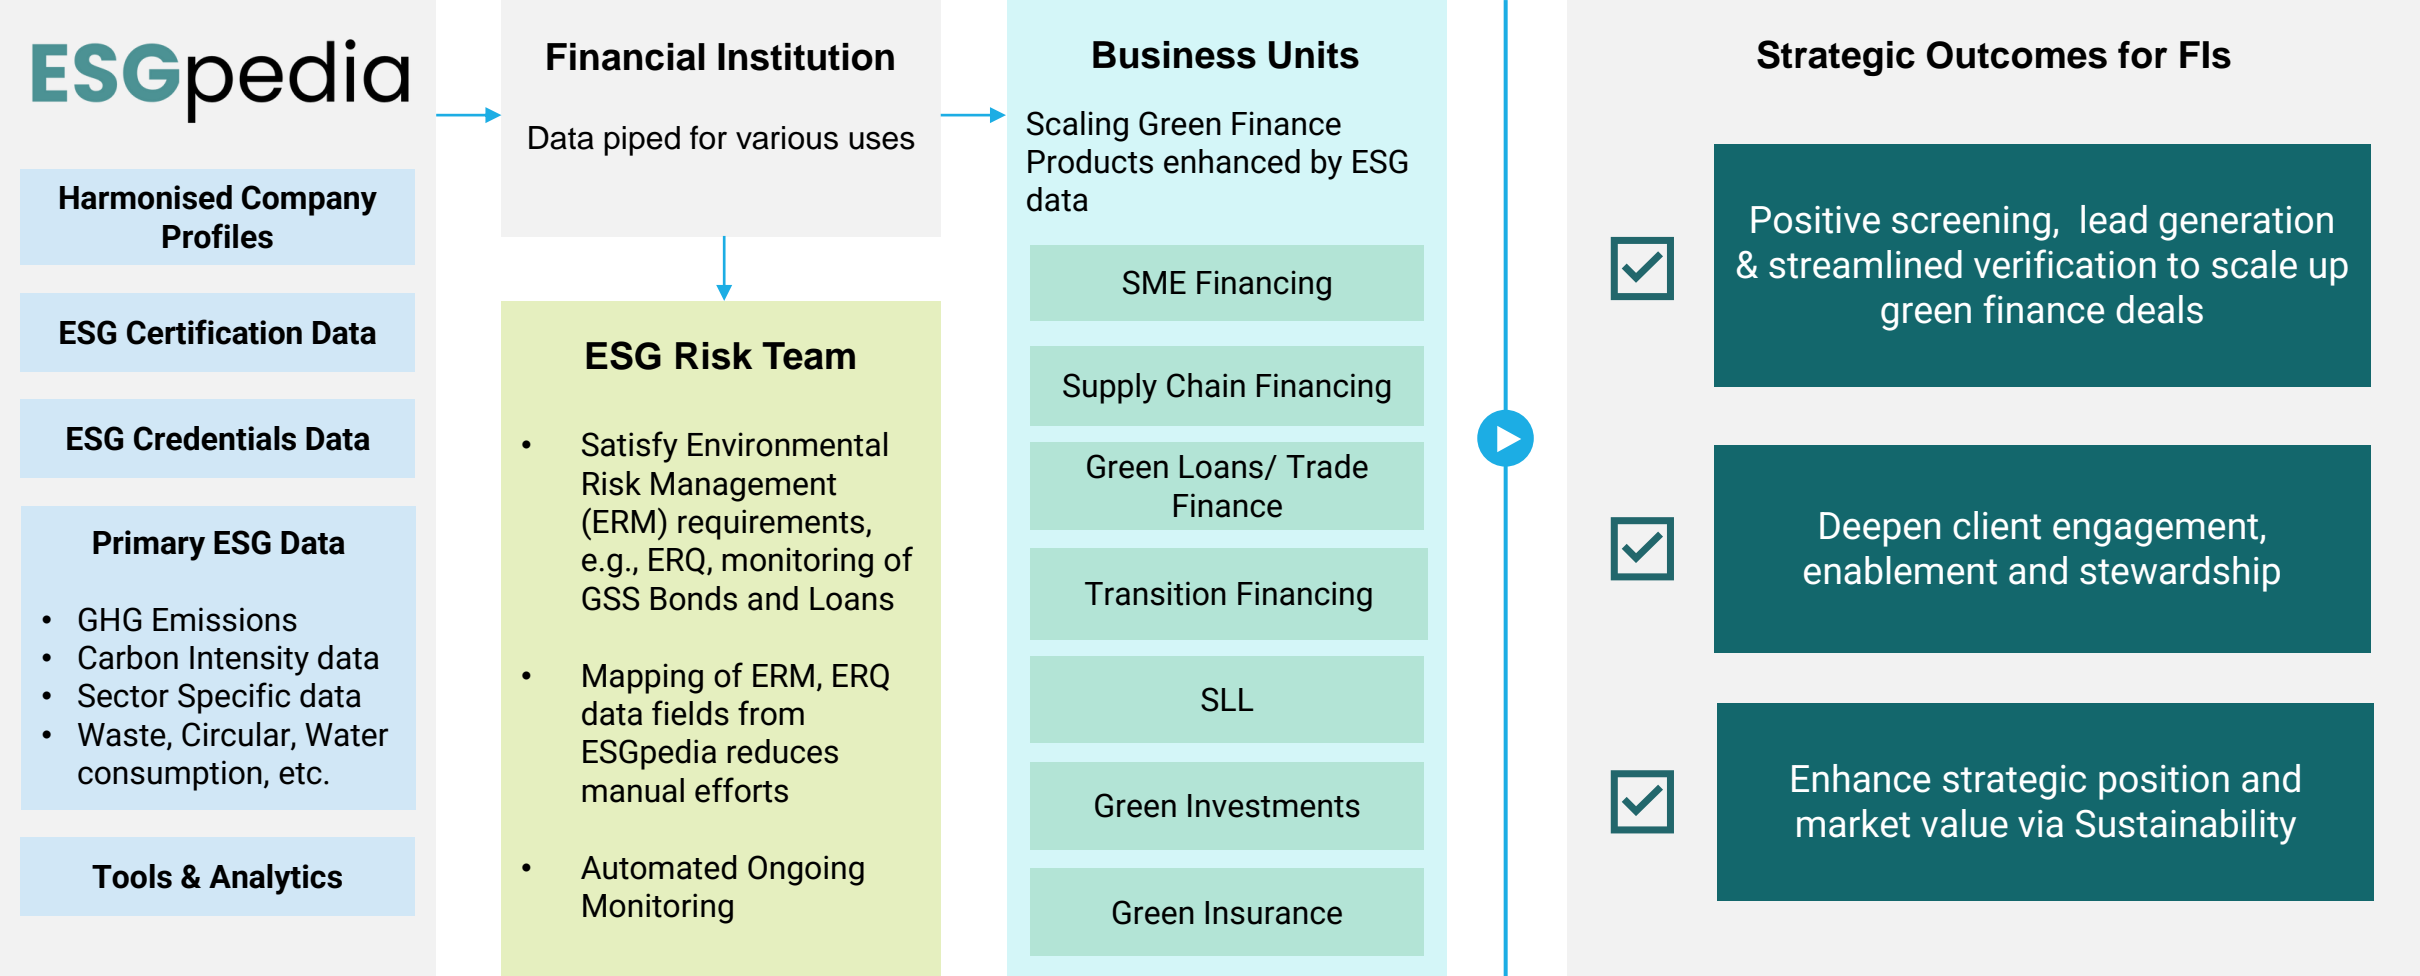 ESGpedia
Harmonised Company
Profiles
ESG Certification Data
ESG Credentials Data
Primary ESG Data
• GHG Emissions
• Carbon Intensity data
• Sector Specific data
• Waste, Circular, Water
consumption, etc.
Tools & Analytics
Financial Institution
Data piped for various uses
ESG Risk Team
• Satisfy Environmental
Risk Management
(ERM) requirements,
e.g., ERQ, monitoring of
GSS Bonds and Loans
• Mapping of ERM, ERQ
data fields from
ESGpedia reduces
manual efforts
• Automated Ongoing
Monitoring
Business Units
Scaling Green Finance
Products enhanced by ESG
data
SME Financing
Supply Chain Financing
Green Loans/ Trade
Finance
Transition Financing
SLL
Green Investments
Green Insurance
Strategic Outcomes for FIs
Positive screening,  lead generation
& streamlined verification to scale up
green finance deals
Deepen client engagement,
enablement and stewardship
Enhance strategic position and
market value via Sustainability